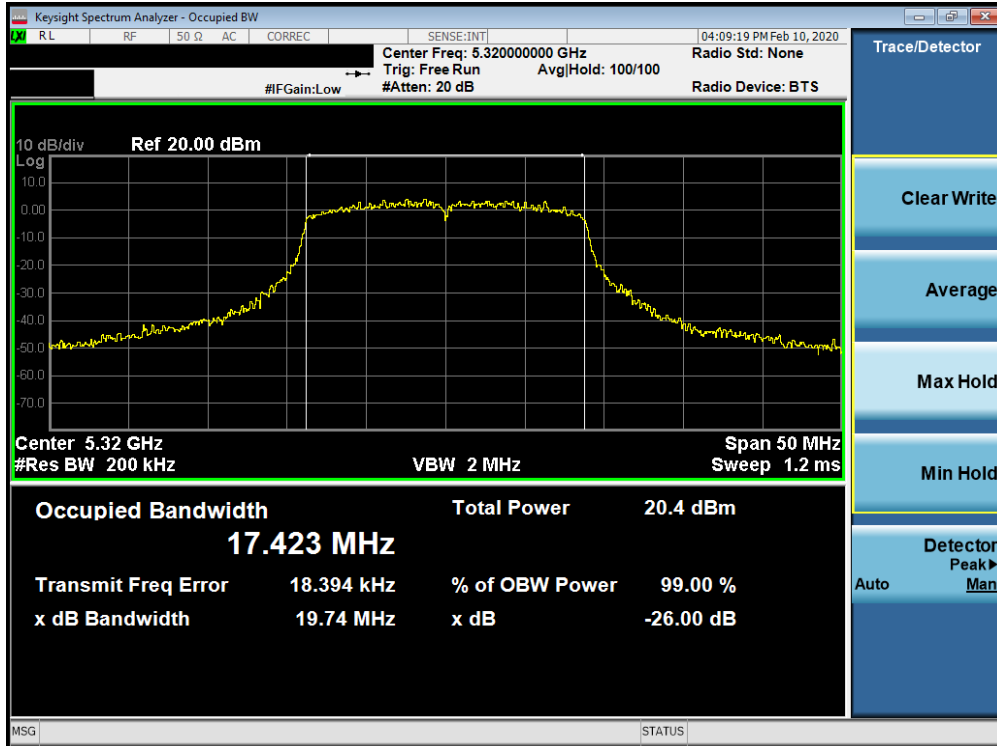 Keysight Spectrum Analyzer - Occupied BW
LXI RL RF 50 Ω AC CORREC SENSE:INT 04:09:19 PM Feb 10, 2020
Center Freq: 5.320000000 GHz Radio Std: None
Trig: Free Run Avg|Hold: 100/100
#IFGain:Low #Atten: 20 dB Radio Device: BTS
10 dB/div Ref 20.00 dBm
Log
10.0
0.00
-10.0
-20.0
-30.0
-40.0
-50.0
-60.0
-70.0
Center 5.32 GHz Span 50 MHz
#Res BW 200 kHz VBW 2 MHz Sweep 1.2 ms
Occupied Bandwidth Total Power 20.4 dBm
17.423 MHz
Transmit Freq Error 18.394 kHz % of OBW Power 99.00 %
x dB Bandwidth 19.74 MHz x dB -26.00 dB
MSG STATUS
Trace/Detector
Clear Write
Average
Max Hold
Min Hold
Detector
Peak▶
Auto Man